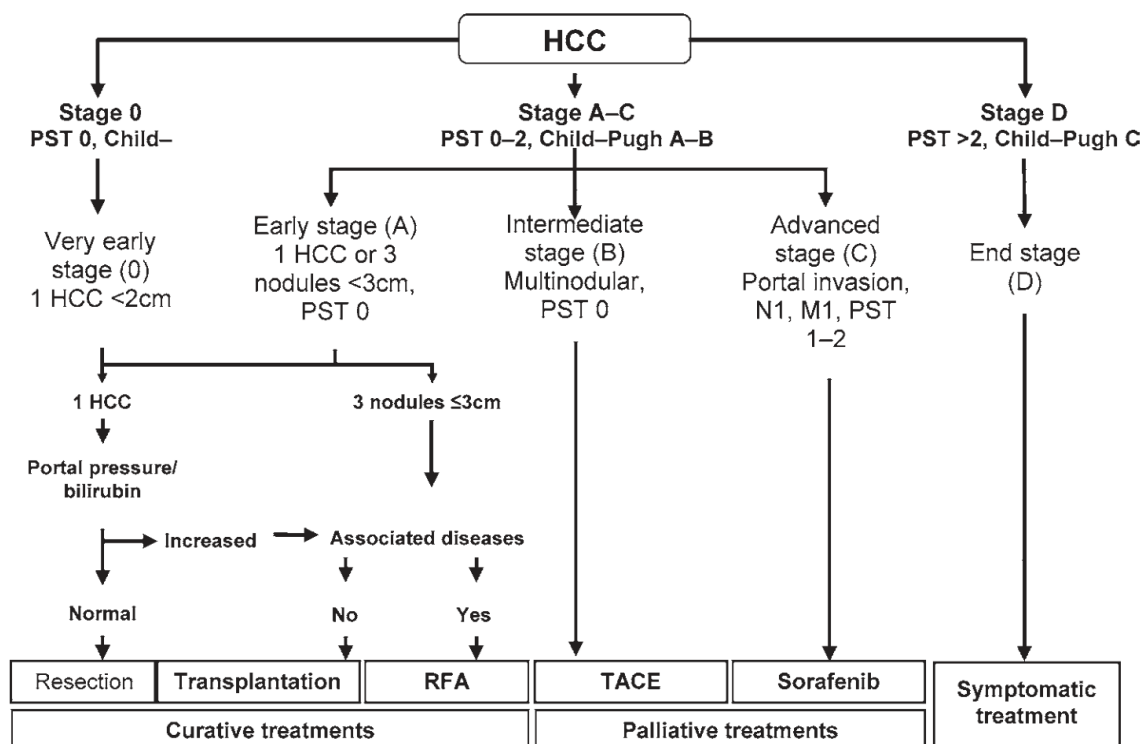 HCC
Stage 0
PST 0, Child–
Stage A–C
PST 0–2, Child–Pugh A–B
Stage D
PST >2, Child–Pugh C
Very early
stage (0)
1 HCC <2cm
Early stage (A)
1 HCC or 3
nodules <3cm,
PST 0
Intermediate
stage (B)
Multinodular,
PST 0
Advanced
stage (C)
Portal invasion,
N1, M1, PST
1–2
End stage
(D)
1 HCC
3 nodules ≤3cm
Portal pressure/
bilirubin
Increased
Associated diseases
Normal
No
Yes
Resection
Transplantation
RFA
TACE
Sorafenib
Symptomatic
treatment
Curative treatments
Palliative treatments